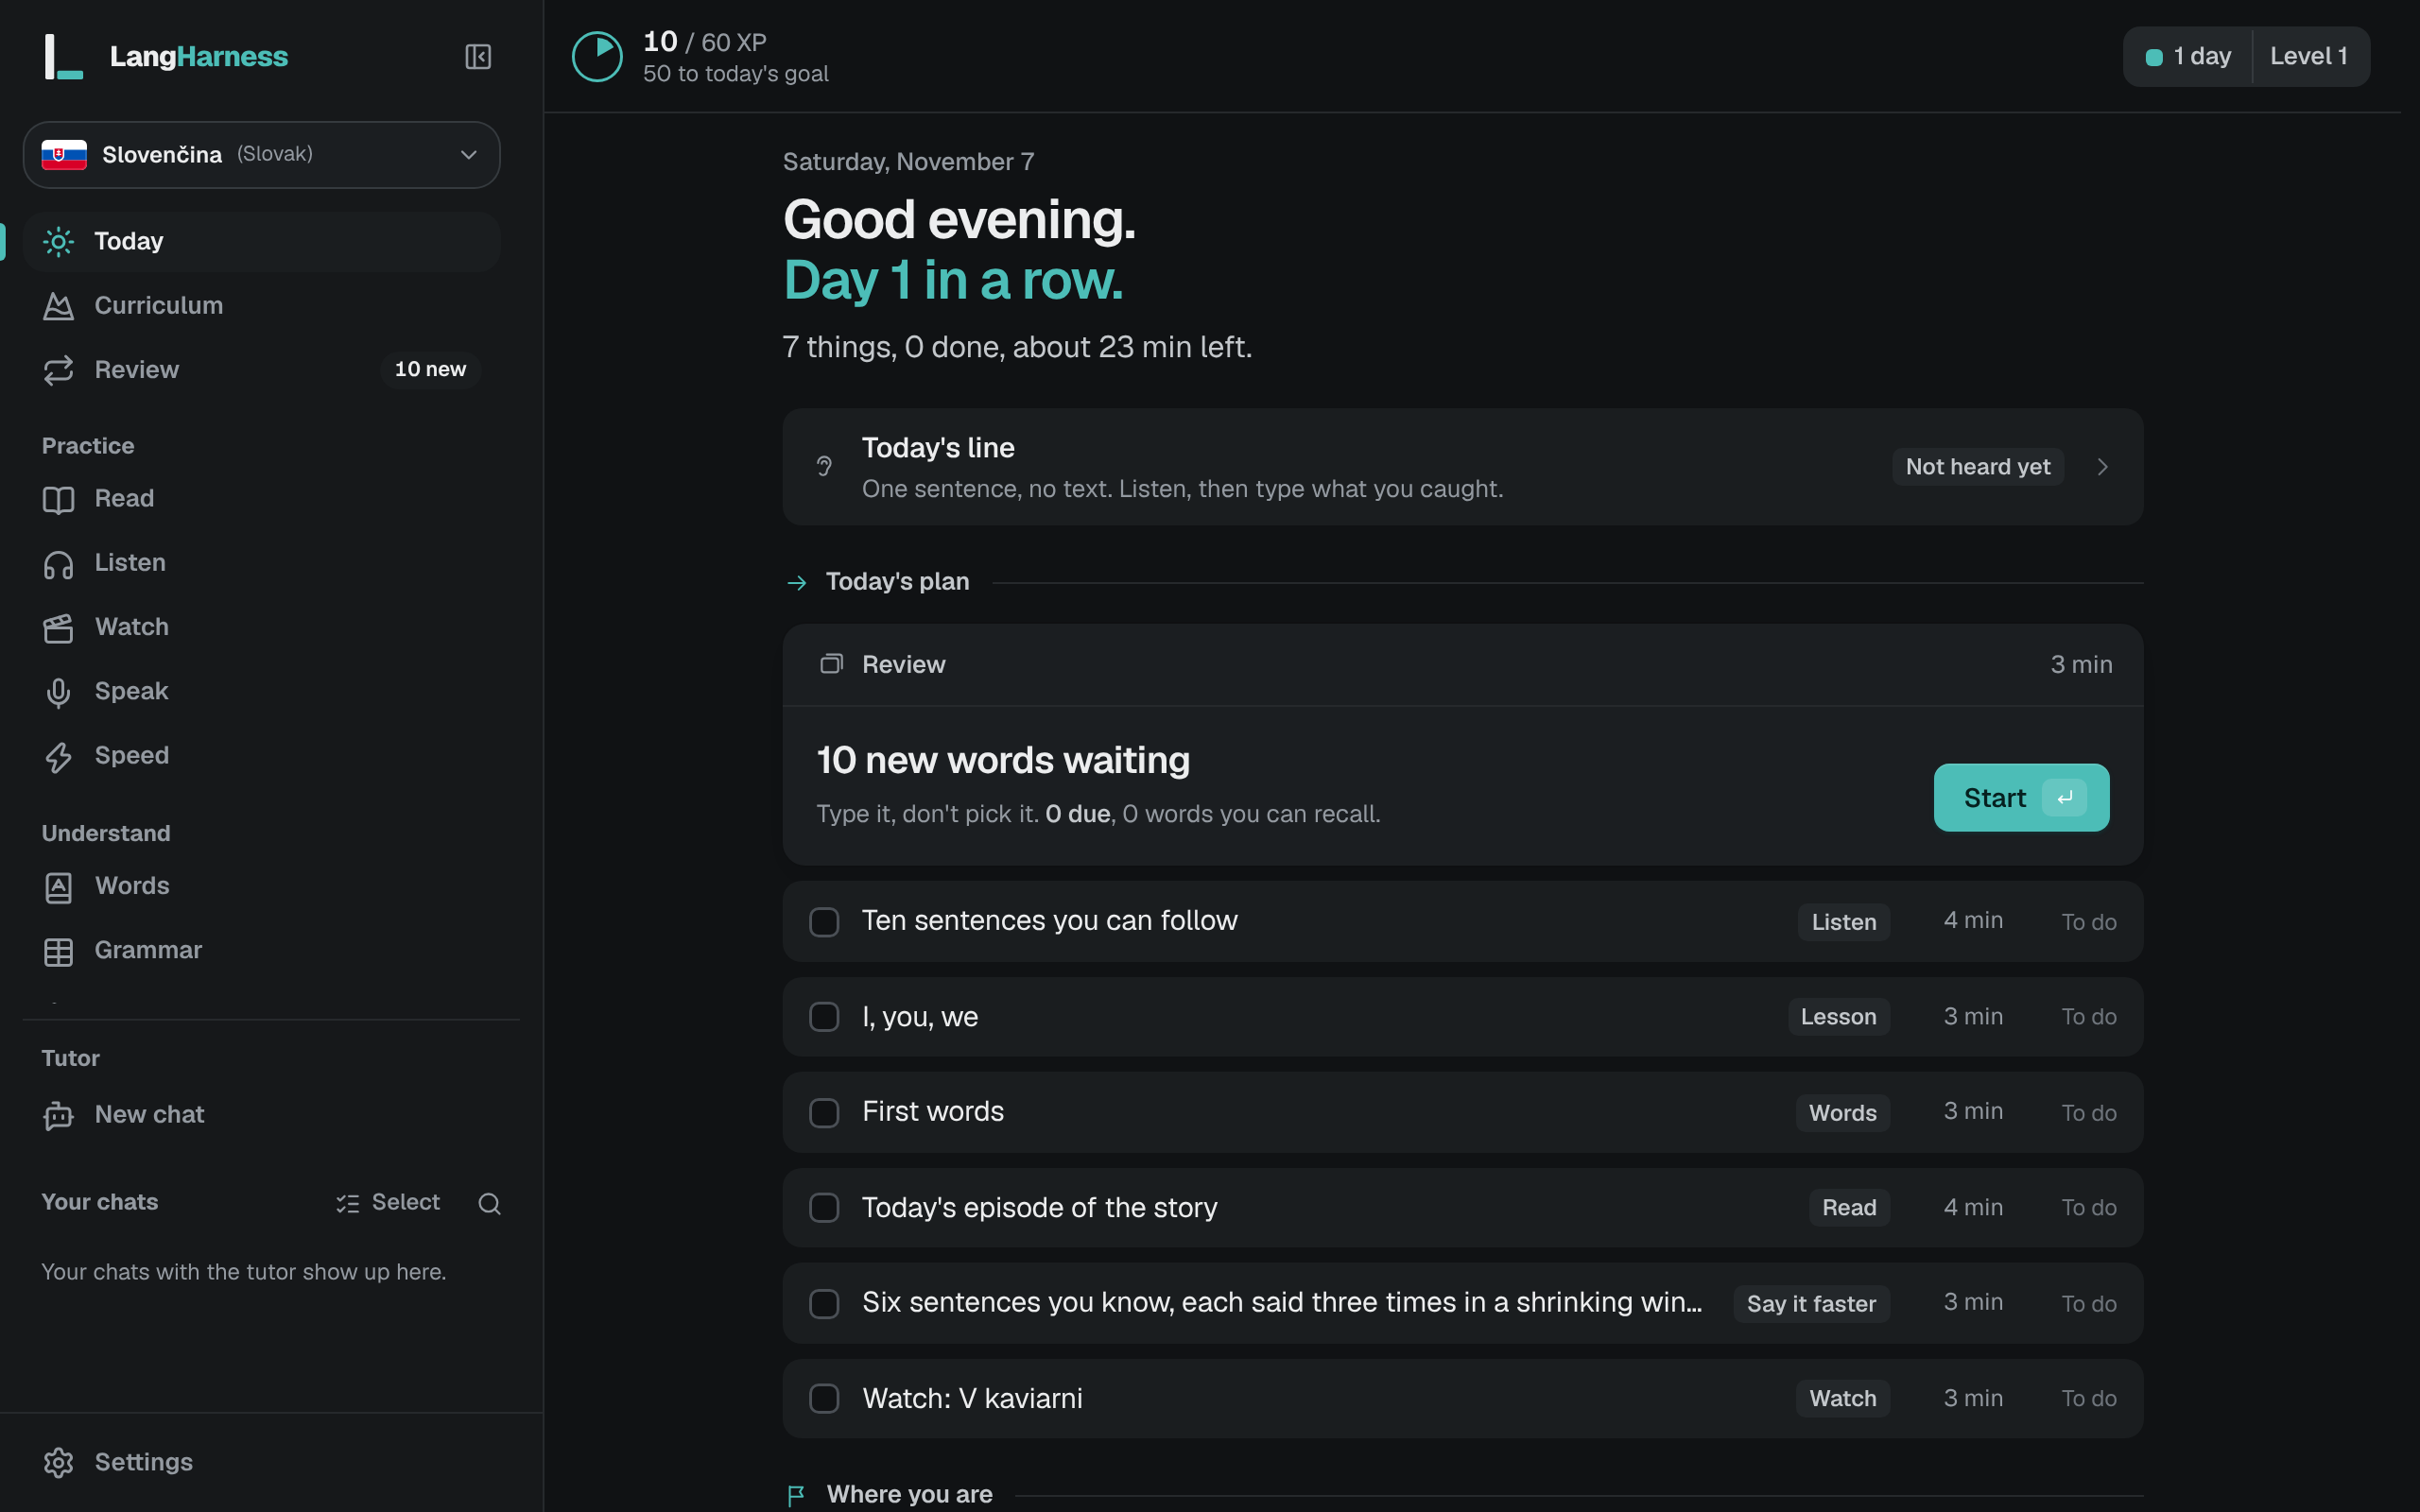 LangHarness
Slovenčina (Slovak)
Today
Curriculum
Review 10 new
Practice
Read
Listen
Watch
Speak
Speed
Understand
Words
Grammar
Tutor
New chat
Your chats Select
Your chats with the tutor show up here.
Settings
10 / 60 XP
50 to today's goal
1 day Level 1
Saturday, November 7
Good evening.
Day 1 in a row.
7 things, 0 done, about 23 min left.
Today's line
One sentence, no text. Listen, then type what you caught.
Not heard yet
Today's plan
Review 3 min
10 new words waiting
Type it, don't pick it. 0 due, 0 words you can recall.
Start
Ten sentences you can follow Listen 4 min To do
I, you, we Lesson 3 min To do
First words Words 3 min To do
Today's episode of the story Read 4 min To do
Six sentences you know, each said three times in a shrinking win... Say it faster 3 min To do
Watch: V kaviarni Watch 3 min To do
Where you are